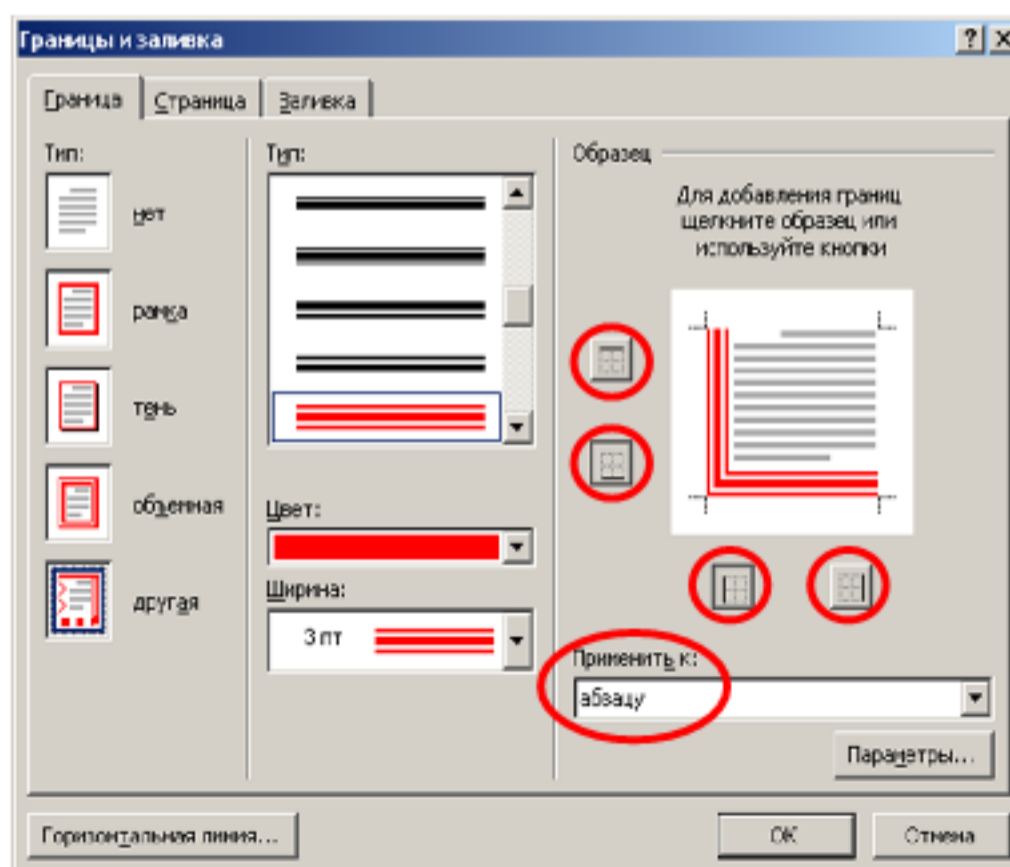 Границы и заливка
Граница
Страница
Заливка
Тип:
нет
рамка
тень
объемная
другая
Тип:
Цвет:
Ширина:
3 пт
Образец
Для добавления границ
щелкните образец или
используйте кнопки
Применить к:
абзацу
Параметры...
Горизонтальная линия...
ОК
Отмена